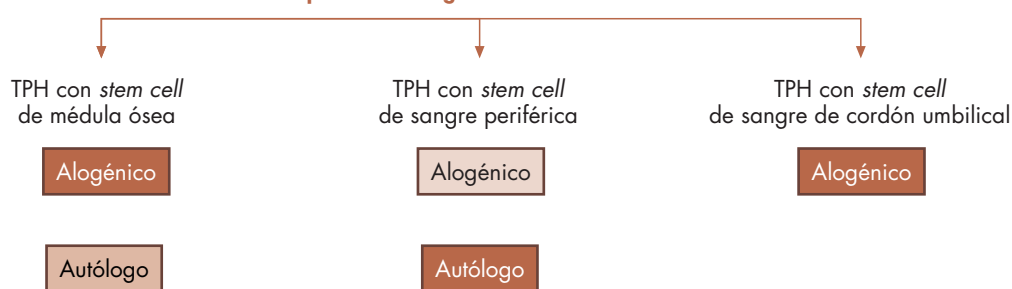 TPH con stem cell
de médula ósea
TPH con stem cell
de sangre periférica
TPH con stem cell
de sangre de cordón umbilical
Alogénico
Alogénico
Alogénico
Autólogo
Autólogo